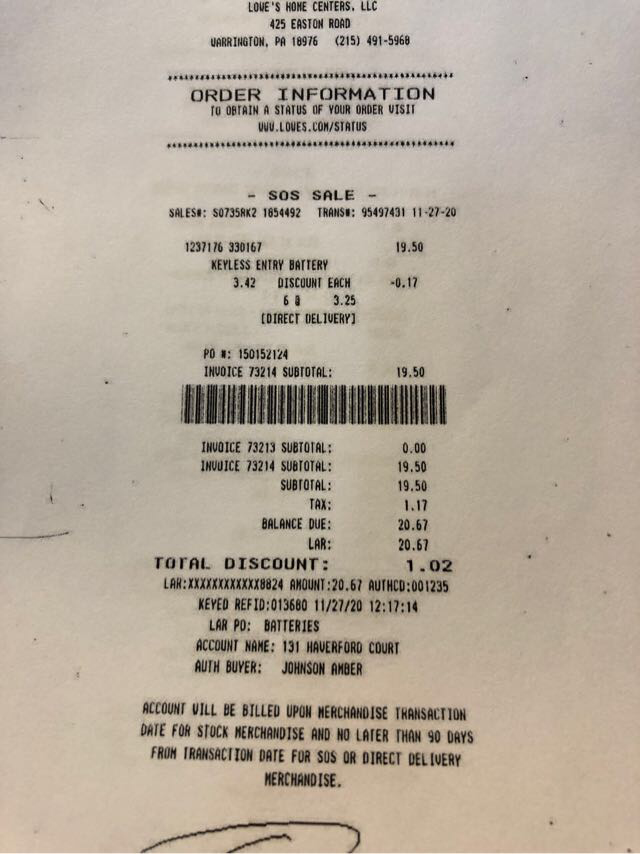 LOWE'S HOME CENTERS, LLC
425 EASTON ROAD
WARRINGTON, PA 18976 (215) 491-5968
ORDER INFORMATION
TO OBTAIN A STATUS OF YOUR ORDER VISIT
WWW.LOWES.COM/STATUS
- SOS SALE -
SALES#: S0735RK2 1854492 TRANS#: 95497431 11-27-20
1237176 330167 19.50
KEYLESS ENTRY BATTERY
3.42 DISCOUNT EACH -0.17
6 @ 3.25
[DIRECT DELIVERY]
PO #: 150152124
INVOICE 73214 SUBTOTAL: 19.50
INVOICE 73213 SUBTOTAL: 0.00
INVOICE 73214 SUBTOTAL: 19.50
SUBTOTAL: 19.50
TAX: 1.17
BALANCE DUE: 20.67
LAR: 20.67
TOTAL DISCOUNT: 1.02
LAR:XXXXXXXXXXXX8824 AMOUNT:20.67 AUTHCD:001235
KEYED REFID:013680 11/27/20 12:17:14
LAR PO: BATTERIES
ACCOUNT NAME: 131 HAVERFORD COURT
AUTH BUYER: JOHNSON AMBER
ACCOUNT WILL BE BILLED UPON MERCHANDISE TRANSACTION
DATE FOR STOCK MERCHANDISE AND NO LATER THAN 90 DAYS
FROM TRANSACTION DATE FOR SOS OR DIRECT DELIVERY
MERCHANDISE.